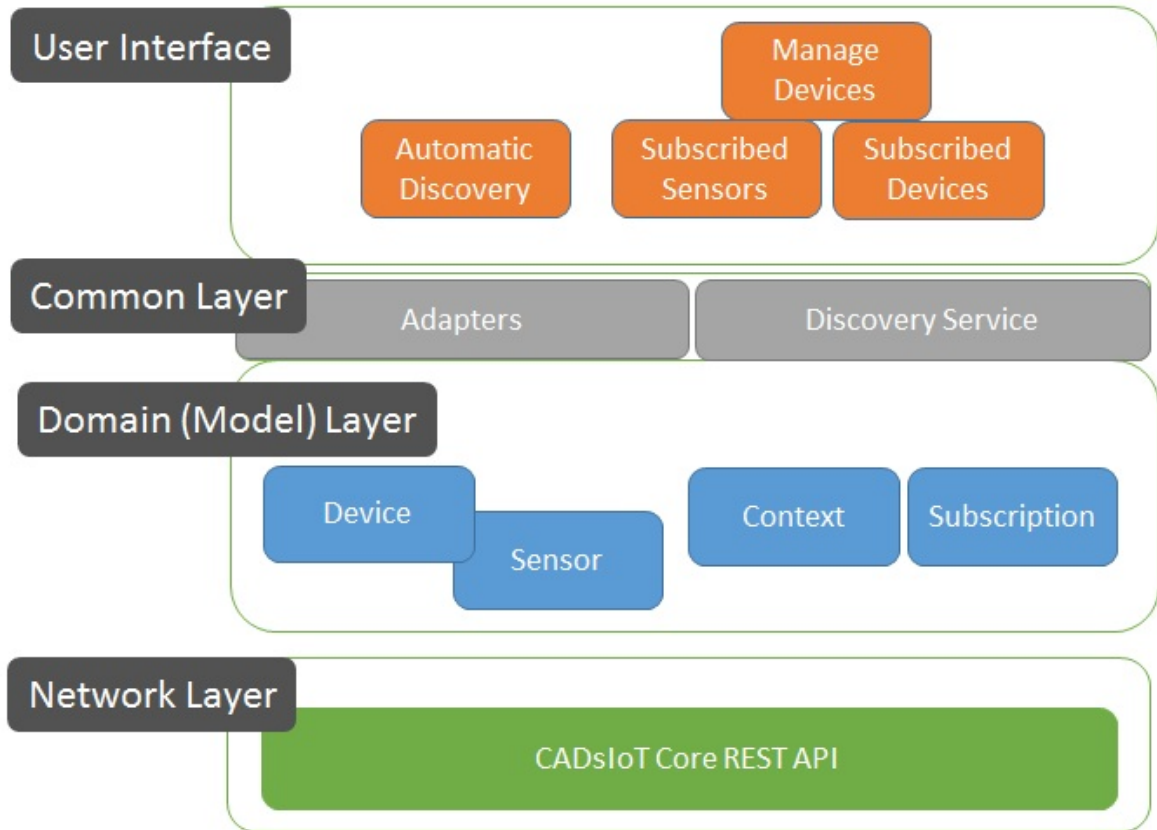 User Interface
Manage
Devices
Automatic
Discovery
Subscribed
Sensors
Subscribed
Devices
Common Layer
Adapters
Discovery Service
Domain (Model) Layer
Device
Sensor
Context
Subscription
Network Layer
CADsIoT Core REST API